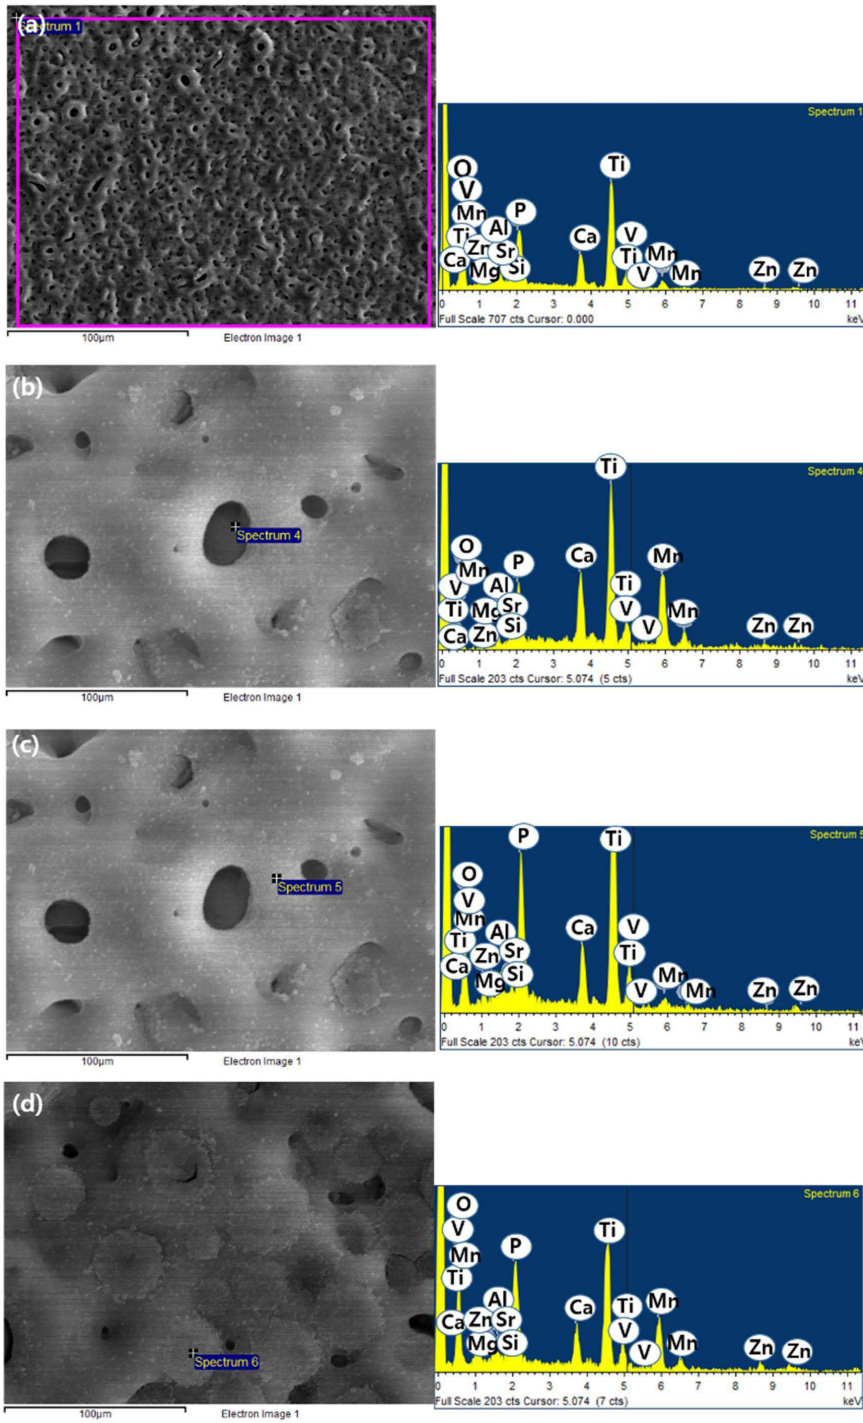 (a)
Spectrum 1
100µm Electron Image 1
Spectrum 1
O
V
Mn
Ti
Ca
Zn
Mg
Al
Sr
Si
P
Ca
Ti
V
Ti
V
Mn
Mn
Zn
Zn
0 1 2 3 4 5 6 7 8 9 10 11
Full Scale 707 cts Cursor: 0.000 keV
(b)
Spectrum 4
100µm Electron Image 1
Spectrum 4
O
Mn
V
Ti
Ca
Al
Mg
Zn
P
Sr
Si
Ca
Ti
Ti
V
V
Mn
Mn
Zn
Zn
0 1 2 3 4 5 6 7 8 9 10 11
Full Scale 203 cts Cursor: 5.074 (5 cts) keV
(c)
Spectrum 5
100µm Electron Image 1
Spectrum 5
O
V
Mn
Ti
Ca
Al
Zn
Mg
P
Sr
Si
Ca
Ti
V
Ti
V
Mn
Mn
Zn
Zn
1 2 3 4 5 6 7 8 9 10 11
Full Scale 203 cts Cursor: 5.074 (10 cts) keV
(d)
Spectrum 6
100µm Electron Image 1
Spectrum 6
O
V
Mn
Ti
Ca
Zn
Mg
Al
Sr
Si
P
Ca
Ti
Ti
V
V
Mn
Mn
Zn
Zn
0 1 2 3 4 5 6 7 8 9 10 11
Full Scale 203 cts Cursor: 5.074 (7 cts) keV